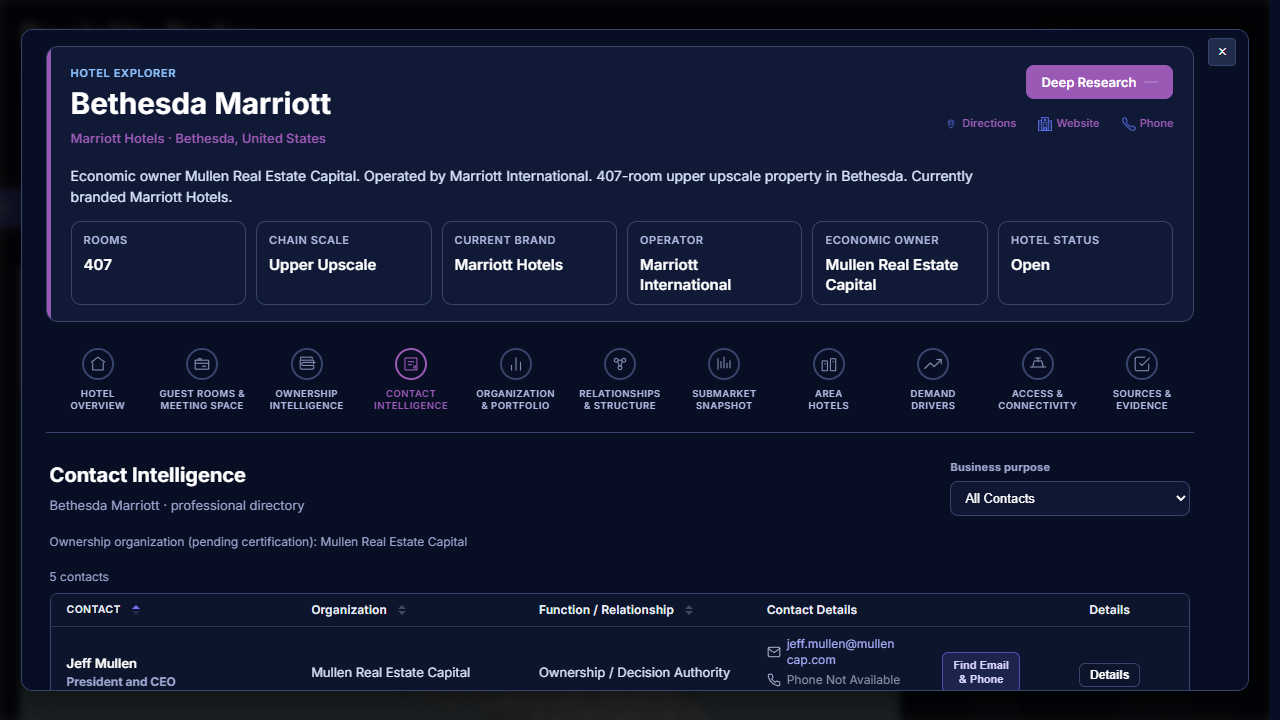 ×
HOTEL EXPLORER
Bethesda Marriott
Marriott Hotels · Bethesda, United States
Deep Research —
Directions
Website
Phone
Economic owner Mullen Real Estate Capital. Operated by Marriott International. 407-room upper upscale property in Bethesda. Currently
branded Marriott Hotels.
ROOMS
407
CHAIN SCALE
Upper Upscale
CURRENT BRAND
Marriott Hotels
OPERATOR
Marriott
International
ECONOMIC OWNER
Mullen Real Estate
Capital
HOTEL STATUS
Open
HOTEL
OVERVIEW
GUEST ROOMS &
MEETING SPACE
OWNERSHIP
INTELLIGENCE
CONTACT
INTELLIGENCE
ORGANIZATION
& PORTFOLIO
RELATIONSHIPS
& STRUCTURE
SUBMARKET
SNAPSHOT
AREA
HOTELS
DEMAND
DRIVERS
ACCESS &
CONNECTIVITY
SOURCES &
EVIDENCE
Contact Intelligence
Bethesda Marriott · professional directory
Business purpose
All Contacts
Ownership organization (pending certification): Mullen Real Estate Capital
5 contacts
CONTACT
Organization
Function / Relationship
Contact Details
Details
Jeff Mullen
President and CEO
Mullen Real Estate Capital
Ownership / Decision Authority
jeff.mullen@mullen
cap.com
Phone Not Available
Find Email
& Phone
Details